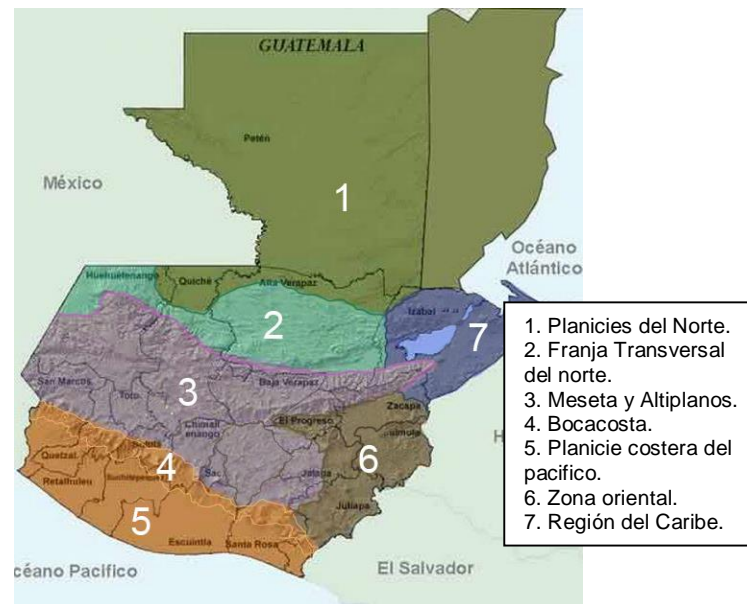 GUATEMALA
Petén
México
1
Océano
Atlántico
Huehuetenango
Quiché
Alta Verapaz
Izabal
2
7
San Marcos
Toto.
3
Baja Verapaz
Zacapa
El Progreso
Chimal
enango
6
Quetzal.
4
Sac.
Jalapa
Retalhuleu
Jutiapa
5
Escuintla
Santa Rosa
céano Pacifico
El Salvador
H
1. Planicies del Norte.
2. Franja Transversal
del norte.
3. Meseta y Altiplanos.
4. Bocacosta.
5. Planicie costera del
pacifico.
6. Zona oriental.
7. Región del Caribe.